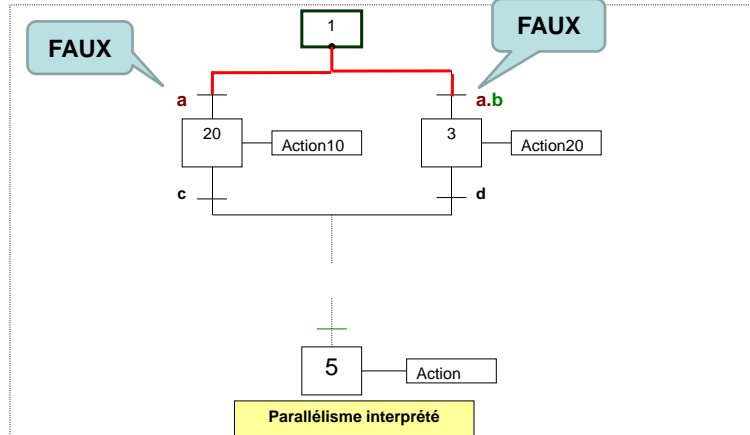 1
FAUX
FAUX
a
a.b
20
Action10
3
Action20
c
d
5
Action
Parallélisme interprété